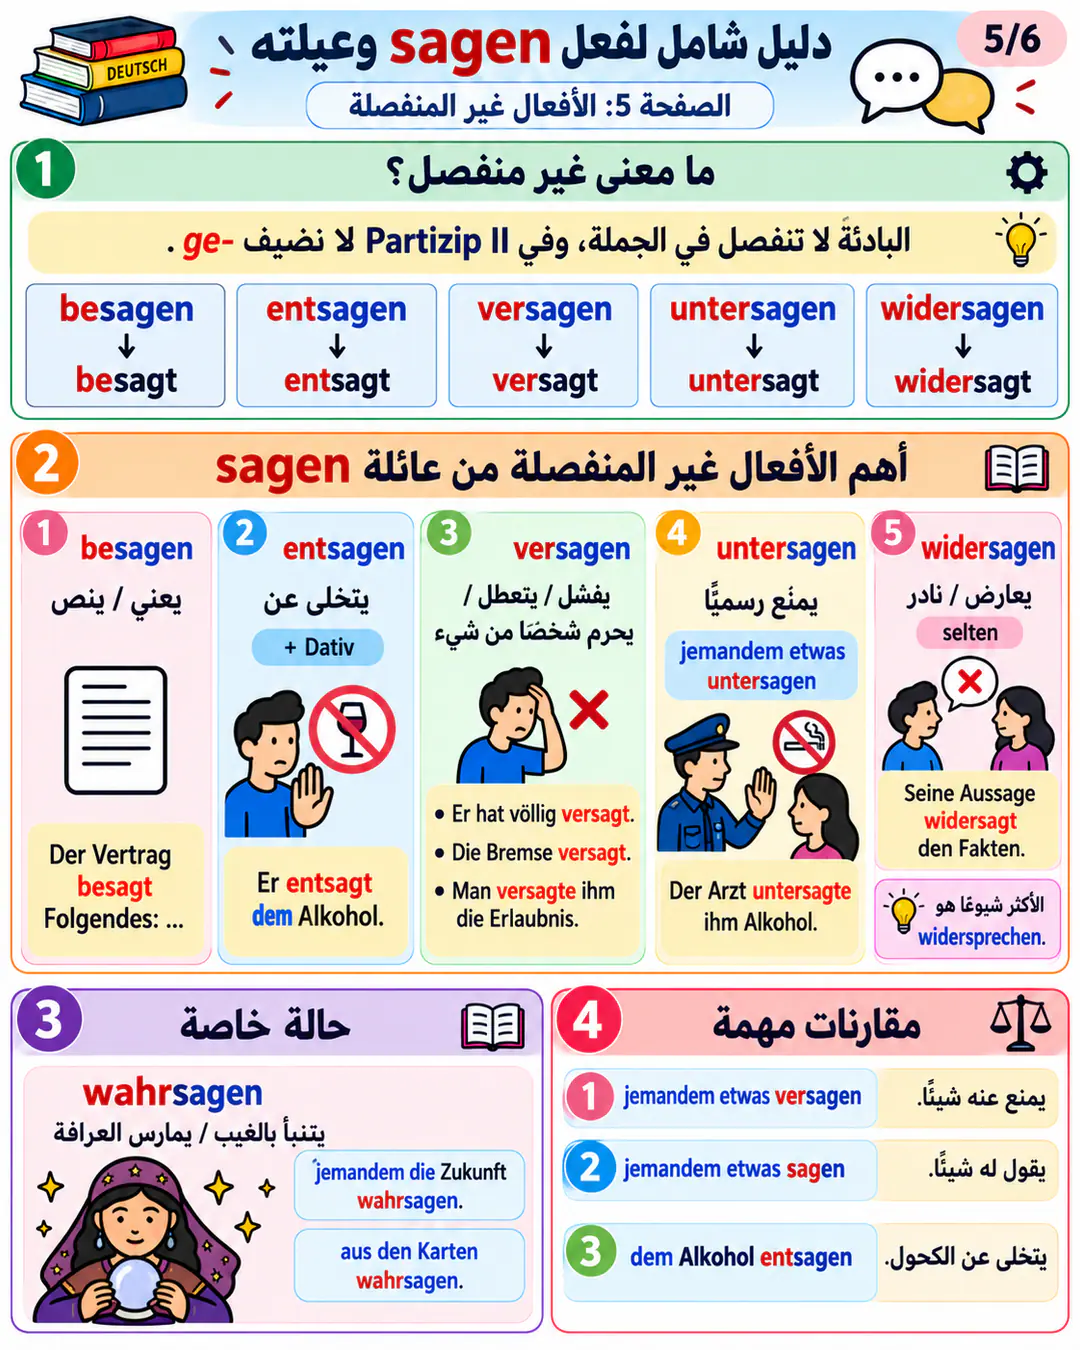 DEUTSCH
دليل شامل لفعل sagen وعيلته
5/6
الصفحة 5: الأفعال غير المنفصلة
1
ما معنى غير منفصل؟
البادئةً لا تنفصل في الجملة، وفي Partizip II لا نضيف ge- .
besagen
↓
besagt
entsagen
↓
entsagt
versagen
↓
versagt
untersagen
↓
untersagt
widersagen
↓
widersagt
2
أهم الأفعال غير المنفصلة من عائلة sagen
1
besagen
يعني / ينص
Der Vertrag
besagt
Folgendes: ...
2
entsagen
يتخلى عن
+ Dativ
Er entsagt
dem Alkohol.
3
versagen
يفشل / يتعطل /
يحرم شخصًا من شيء
• Er hat völlig versagt.
• Die Bremse versagt.
• Man versagte ihm
die Erlaubnis.
4
untersagen
يمنع رسميًّا
jemandem etwas
untersagen
Der Arzt untersagte
ihm Alkohol.
5
widersagen
يعارض / نادر
selten
Seine Aussage
widersagt
den Fakten.
الأكثر شيوعًا هو
widersprechen.
3
حالة خاصة
wahrsagen
يتنبأ بالغيب / يمارس العرافة
jemandem die Zukunft
wahrsagen.
aus den Karten
wahrsagen.
4
مقارنات مهمة
1
jemandem etwas versagen
يمنع عنه شيئًا.
2
jemandem etwas sagen
يقول له شيئًا.
3
dem Alkohol entsagen
يتخلى عن الكحول.